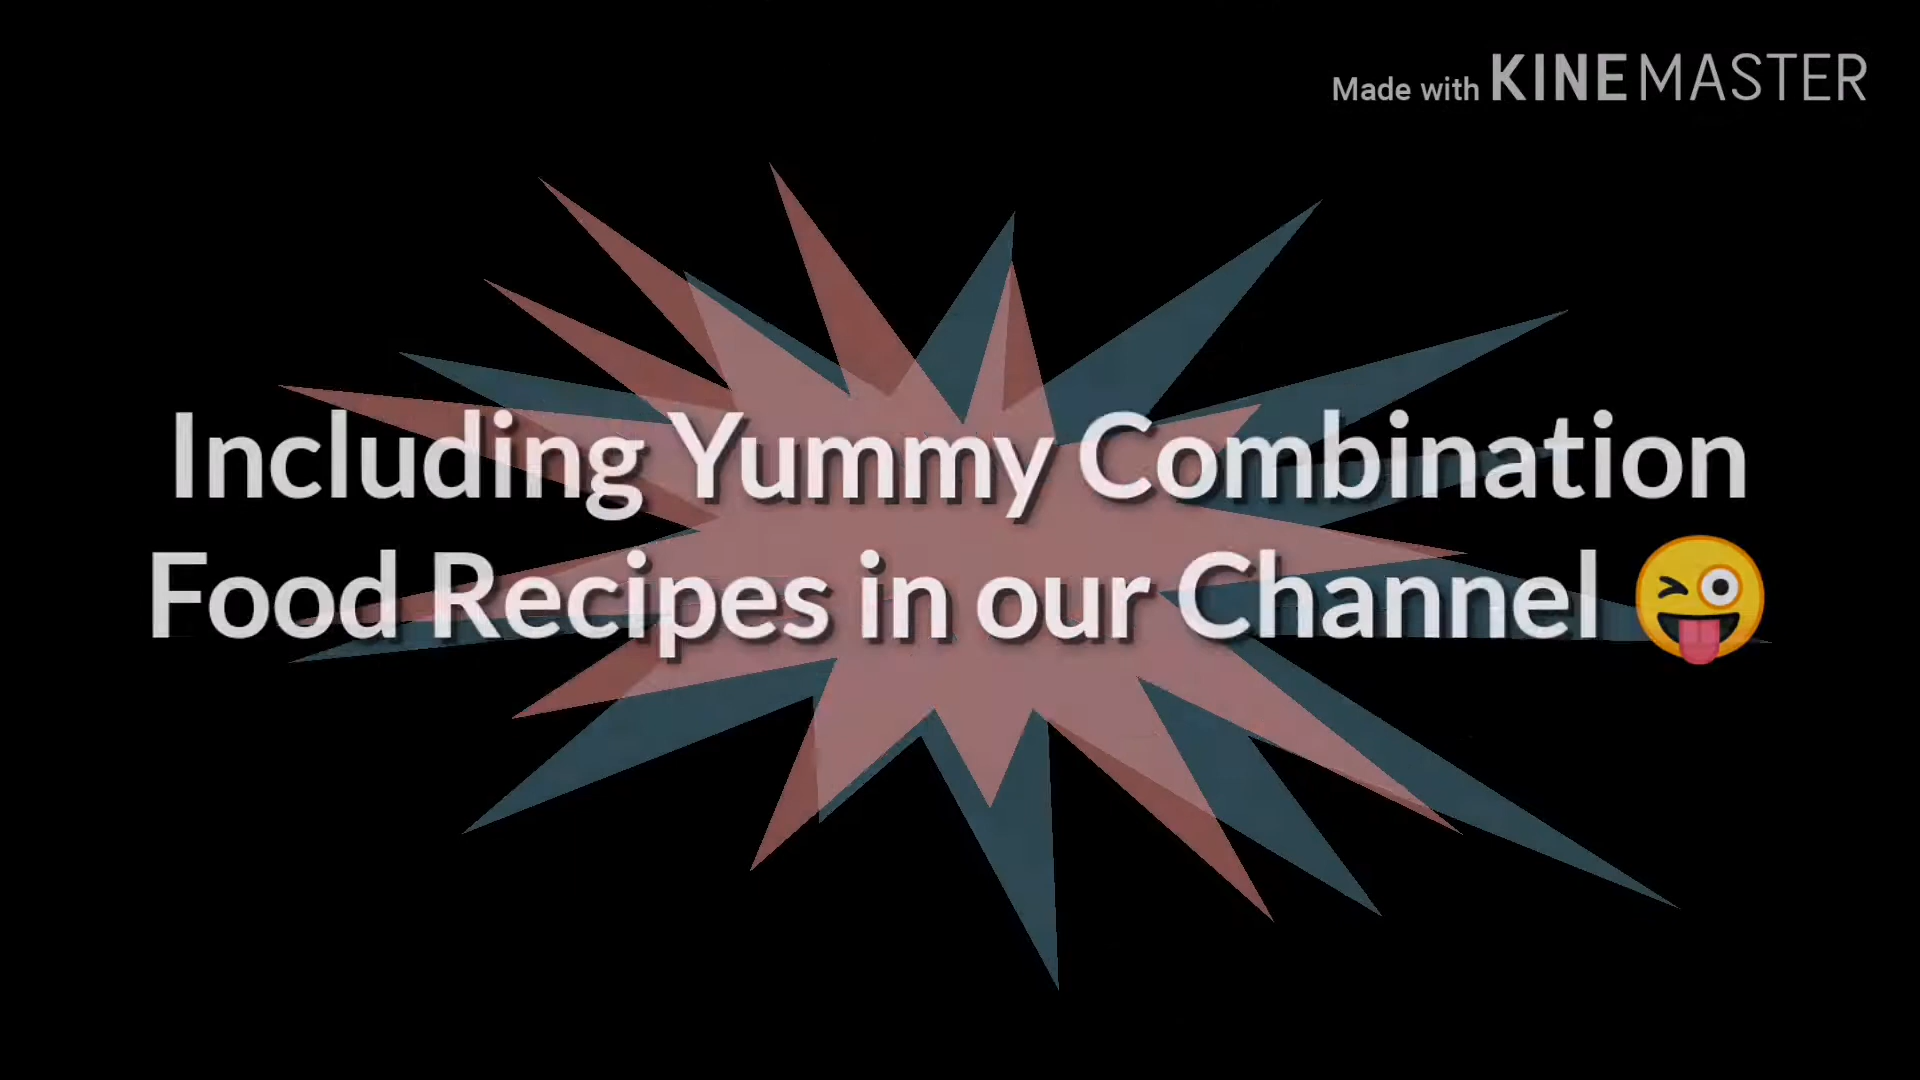 Made with KINEMASTER
Including Yummy Combination
Food Recipes in our Channel 😜